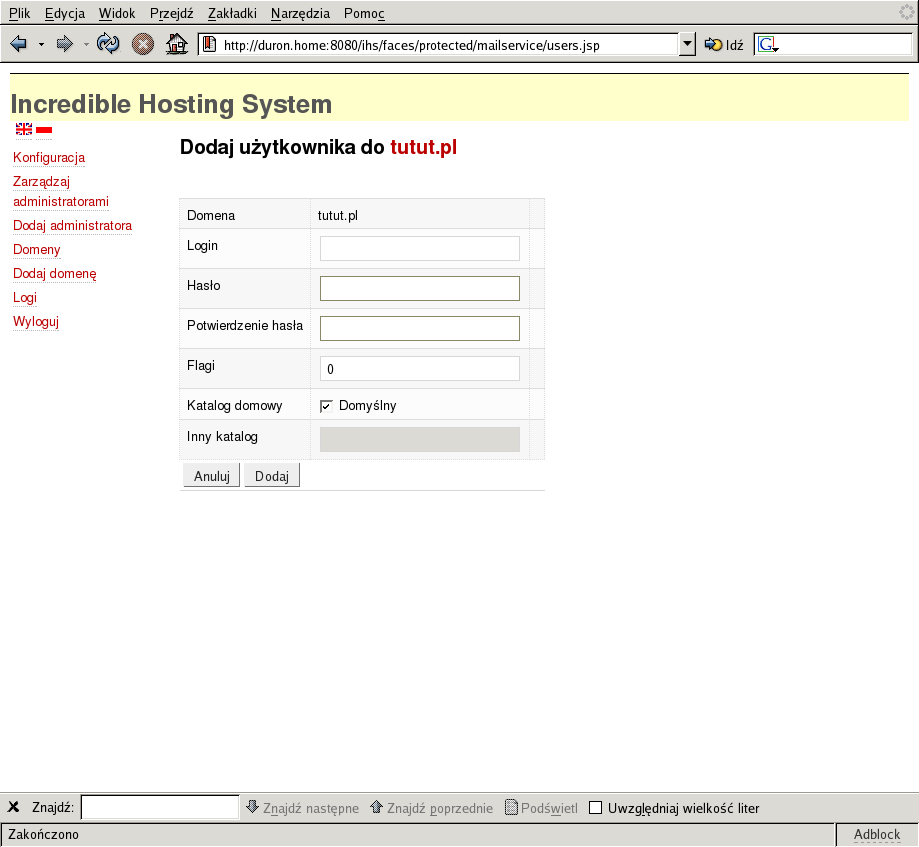 Plik Edycja Widok Przejdź Zakładki Narzędzia Pomoc
http://duron.home:8080/ihs/faces/protected/mailservice/users.jsp Idź G
Incredible Hosting System
Konfiguracja
Zarządzaj
administratorami
Dodaj administratora
Domeny
Dodaj domenę
Logi
Wyloguj
Dodaj użytkownika do tutut.pl
Domena tutut.pl
Login
Hasło
Potwierdzenie hasła
Flagi 0
Katalog domowy Domyślny
Inny katalog
Anuluj Dodaj
Znajdź: Znajdź następne Znajdź poprzednie Podświetl Uwzględniaj wielkość liter
Zakończono Adblock